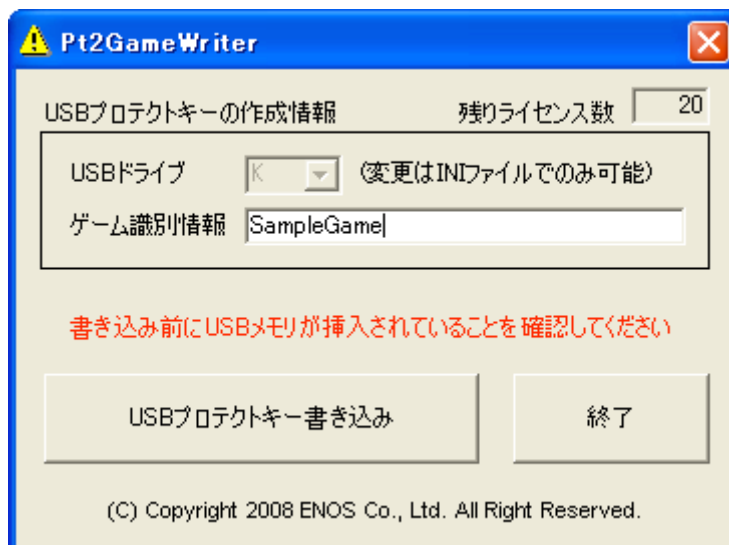 Pt2GameWriter
USBプロテクトキーの作成情報 残りライセンス数 20
USBドライブ K (変更はINIファイルでのみ可能)
ゲーム識別情報 SampleGame
書き込み前にUSBメモリが挿入されていることを確認してください
USBプロテクトキー書き込み 終了
(C) Copyright 2008 ENOS Co., Ltd. All Right Reserved.